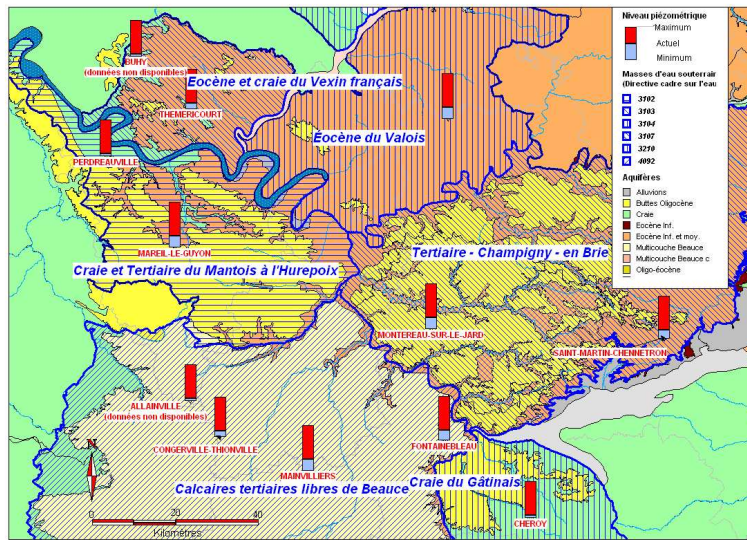 Niveau piézométrique
Maximum
Actuel
Minimum
Masses d'eau souterrair
(Directive cadre sur l'eau
3102
3103
3104
3107
3210
4092
Aquifères
Alluvions
Buttes Oligocène
Craie
Eocène Inf.
Eocène Inf. et moy.
Multicouche Beauce
Multicouche Beauce c
Oligo-éocène
BUHY
(données non disponibles)
Eocène et craie du Vexin français
THEMERICOURT
Éocène du Valois
PERDREAUVILLE
MAREIL-LE-GUYON
Craie et Tertiaire du Mantois à l'Hurepoix
Tertiaire - Champigny - en Brie
MONTEREAU-SUR-LE-JARD
SAINT-MARTIN-CHENNETRON
ALLAINVILLE
(données non disponibles)
CONGERVILLE-THIONVILLE
FONTAINEBLEAU
MAINVILLIERS
Craie du Gâtinais
Calcaires tertiaires libres de Beauce
CHEROY
N
0 20 40
Kilomètres